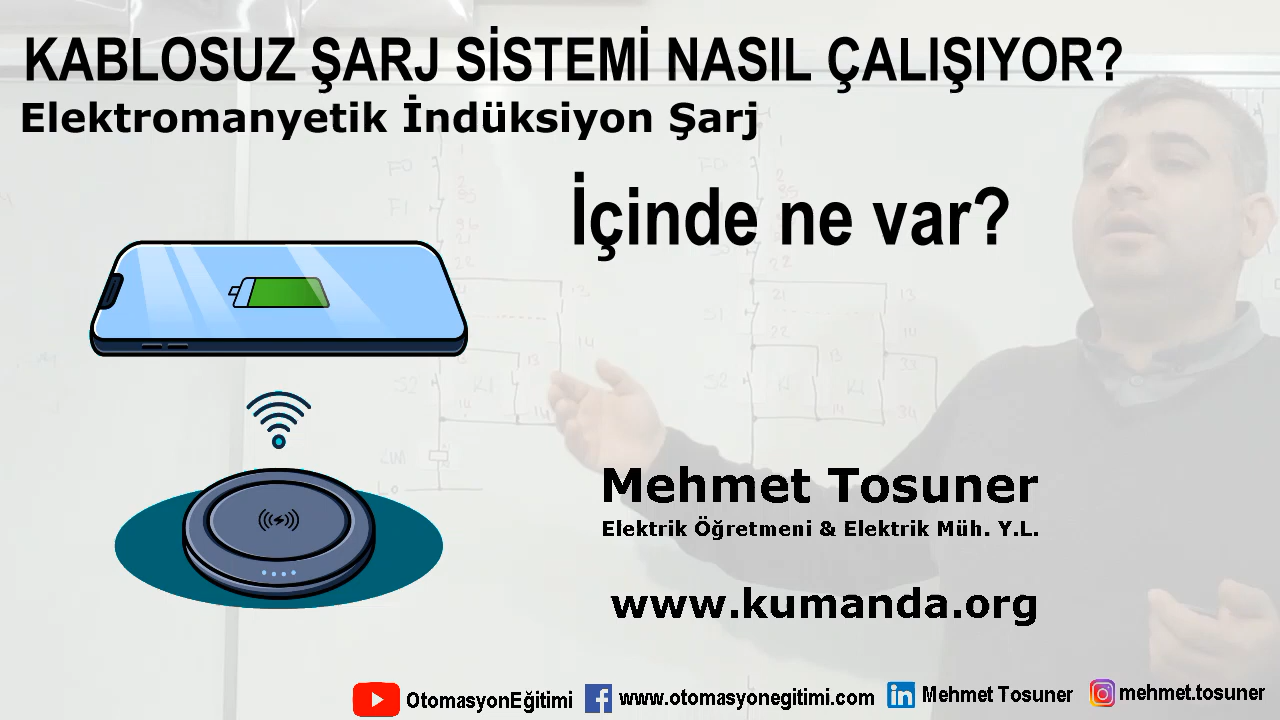 KABLOSUZ ŞARJ SİSTEMİ NASIL ÇALIŞIYOR?
Elektromanyetik İndüksiyon Şarj
İçinde ne var?
Mehmet Tosuner
Elektrik Öğretmeni & Elektrik Müh. Y.L.
www.kumanda.org
OtomasyonEğitimi
www.otomasyonegitimi.com
Mehmet Tosuner
mehmet.tosuner